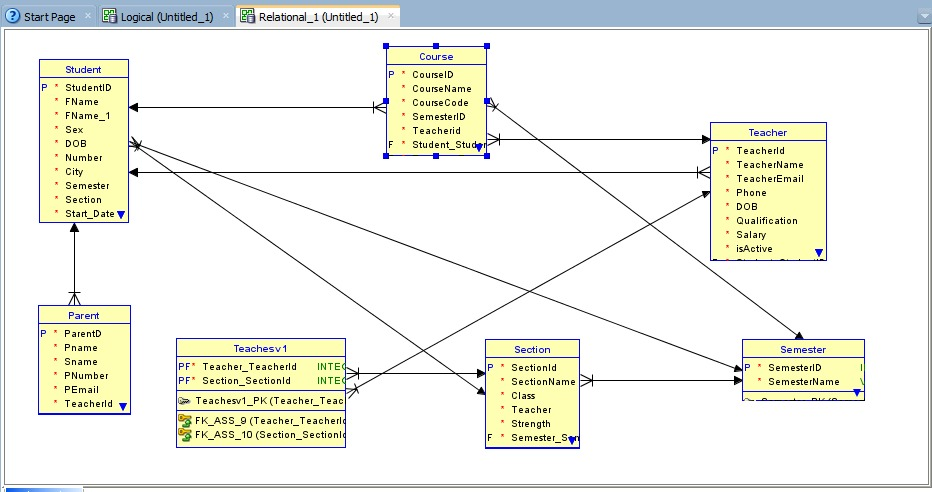 Start Page
Logical (Untitled_1)
Relational_1 (Untitled_1)
Student
P * StudentID
* FName
* FName_1
* Sex
* DOB
* Number
* City
* Semester
* Section
* Start_Date
Course
P * CourseID
* CourseName
* CourseCode
* SemesterID
* Teacherid
F * Student_Studer
Teacher
P * TeacherId
* TeacherName
* TeacherEmail
* Phone
* DOB
* Qualification
* Salary
* isActive
Parent
P * ParentD
* Pname
* Sname
* PNumber
* PEmail
* TeacherId
Teachesv1
PF* Teacher_TeacherId INTEG
PF* Section_SectionId INTEG
Teachesv1_PK (Teacher_Teac
FK_ASS_9 (Teacher_TeacherId
FK_ASS_10 (Section_SectionId
Section
P * SectionId
* SectionName
* Class
* Teacher
* Strength
F * Semester_Sem
Semester
P * SemesterID I
* SemesterName V